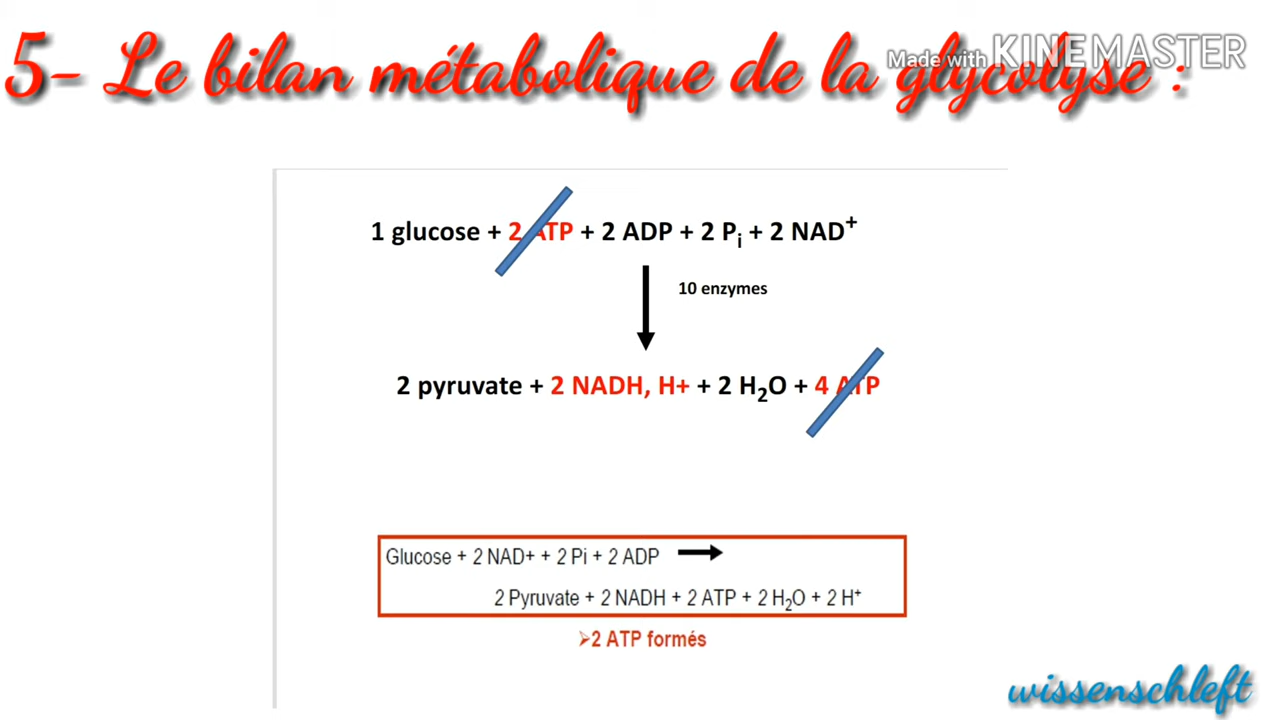 5- Le bilan métabolique de la glycolyse :
Made with KINEMASTER
1 glucose + 2 ATP + 2 ADP + 2 Pi + 2 NAD+
10 enzymes
2 pyruvate + 2 NADH, H+ + 2 H2O + 4 ATP
Glucose + 2 NAD+ + 2 Pi + 2 ADP
2 Pyruvate + 2 NADH + 2 ATP + 2 H2O + 2 H+
2 ATP formés
wissenschleft